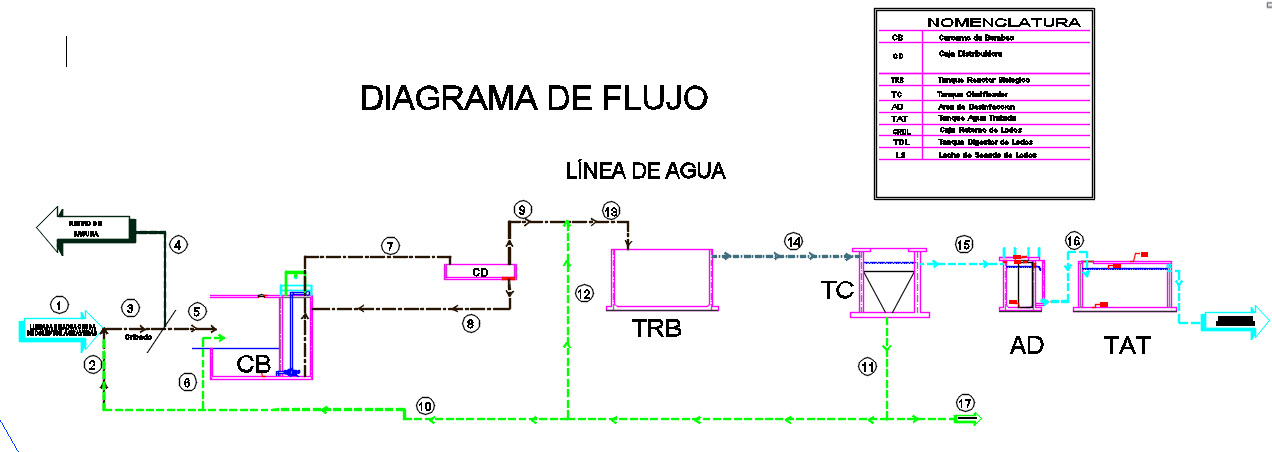 NOMENCLATURA
CB Carcamo de Bombeo
CD Caja Distribuidora
TRB Tanque Reactor Biologico
TC Tanque Clarificador
AD Area de Desinfeccion
TAT Tanque Agua Tratada
CRDL Caja Retorno de Lodos
TDL Tanque Digestor de Lodos
LS Lecho de Secado de Lodos
DIAGRAMA DE FLUJO
LÍNEA DE AGUA
RETIRO DE
BASURA
4
9
13
7
CD
14
15
16
1
3
5
Cribado
8
12
TC
TRB
AD
TAT
2
6
CB
11
10
17